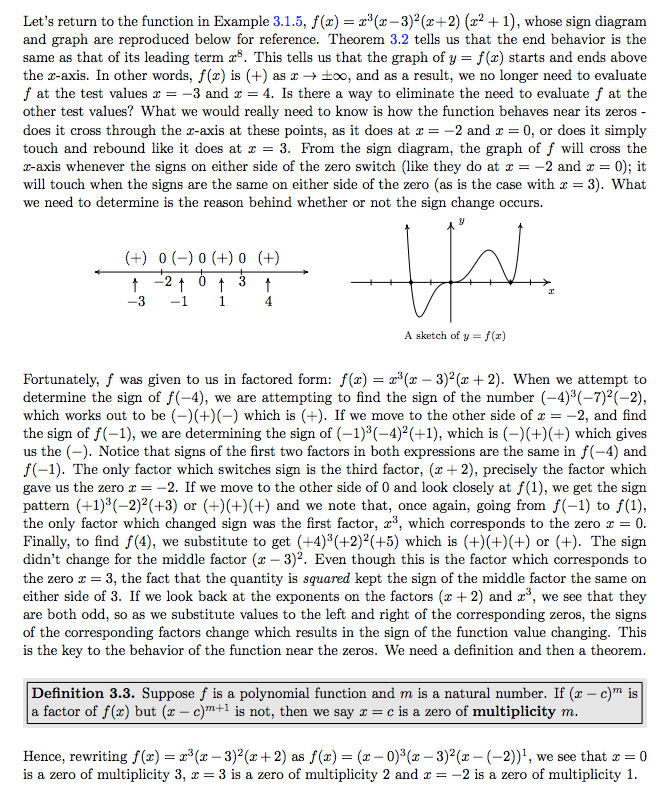 Let's return to the function in Example 3.1.5, f(x) = x³(x−3)²(x+2) (x² + 1), whose sign diagram
and graph are reproduced below for reference. Theorem 3.2 tells us that the end behavior is the
same as that of its leading term x⁸. This tells us that the graph of y = f(x) starts and ends above
the x-axis. In other words, f(x) is (+) as x → ±∞, and as a result, we no longer need to evaluate
f at the test values x = −3 and x = 4. Is there a way to eliminate the need to evaluate f at the
other test values? What we would really need to know is how the function behaves near its zeros -
does it cross through the x-axis at these points, as it does at x = −2 and x = 0, or does it simply
touch and rebound like it does at x = 3. From the sign diagram, the graph of f will cross the
x-axis whenever the signs on either side of the zero switch (like they do at x = −2 and x = 0); it
will touch when the signs are the same on either side of the zero (as is the case with x = 3). What
we need to determine is the reason behind whether or not the sign change occurs.
y
(+) 0 (−) 0 (+) 0 (+)
−2 0 3
−3 −1 1 4
x
A sketch of y = f(x)
Fortunately, f was given to us in factored form: f(x) = x³(x − 3)²(x + 2). When we attempt to
determine the sign of f(−4), we are attempting to find the sign of the number (−4)³(−7)²(−2),
which works out to be (−)(+)(−) which is (+). If we move to the other side of x = −2, and find
the sign of f(−1), we are determining the sign of (−1)³(−4)²(+1), which is (−)(+)(+) which gives
us the (−). Notice that signs of the first two factors in both expressions are the same in f(−4) and
f(−1). The only factor which switches sign is the third factor, (x + 2), precisely the factor which
gave us the zero x = −2. If we move to the other side of 0 and look closely at f(1), we get the sign
pattern (+1)³(−2)²(+3) or (+)(+)(+) and we note that, once again, going from f(−1) to f(1),
the only factor which changed sign was the first factor, x³, which corresponds to the zero x = 0.
Finally, to find f(4), we substitute to get (+4)³(+2)²(+5) which is (+)(+)(+) or (+). The sign
didn't change for the middle factor (x − 3)². Even though this is the factor which corresponds to
the zero x = 3, the fact that the quantity is squared kept the sign of the middle factor the same on
either side of 3. If we look back at the exponents on the factors (x + 2) and x³, we see that they
are both odd, so as we substitute values to the left and right of the corresponding zeros, the signs
of the corresponding factors change which results in the sign of the function value changing. This
is the key to the behavior of the function near the zeros. We need a definition and then a theorem.
Definition 3.3. Suppose f is a polynomial function and m is a natural number. If (x − c)ᵐ is
a factor of f(x) but (x − c)ᵐ⁺¹ is not, then we say x = c is a zero of multiplicity m.
Hence, rewriting f(x) = x³(x − 3)²(x + 2) as f(x) = (x − 0)³(x − 3)²(x − (−2))¹, we see that x = 0
is a zero of multiplicity 3, x = 3 is a zero of multiplicity 2 and x = −2 is a zero of multiplicity 1.